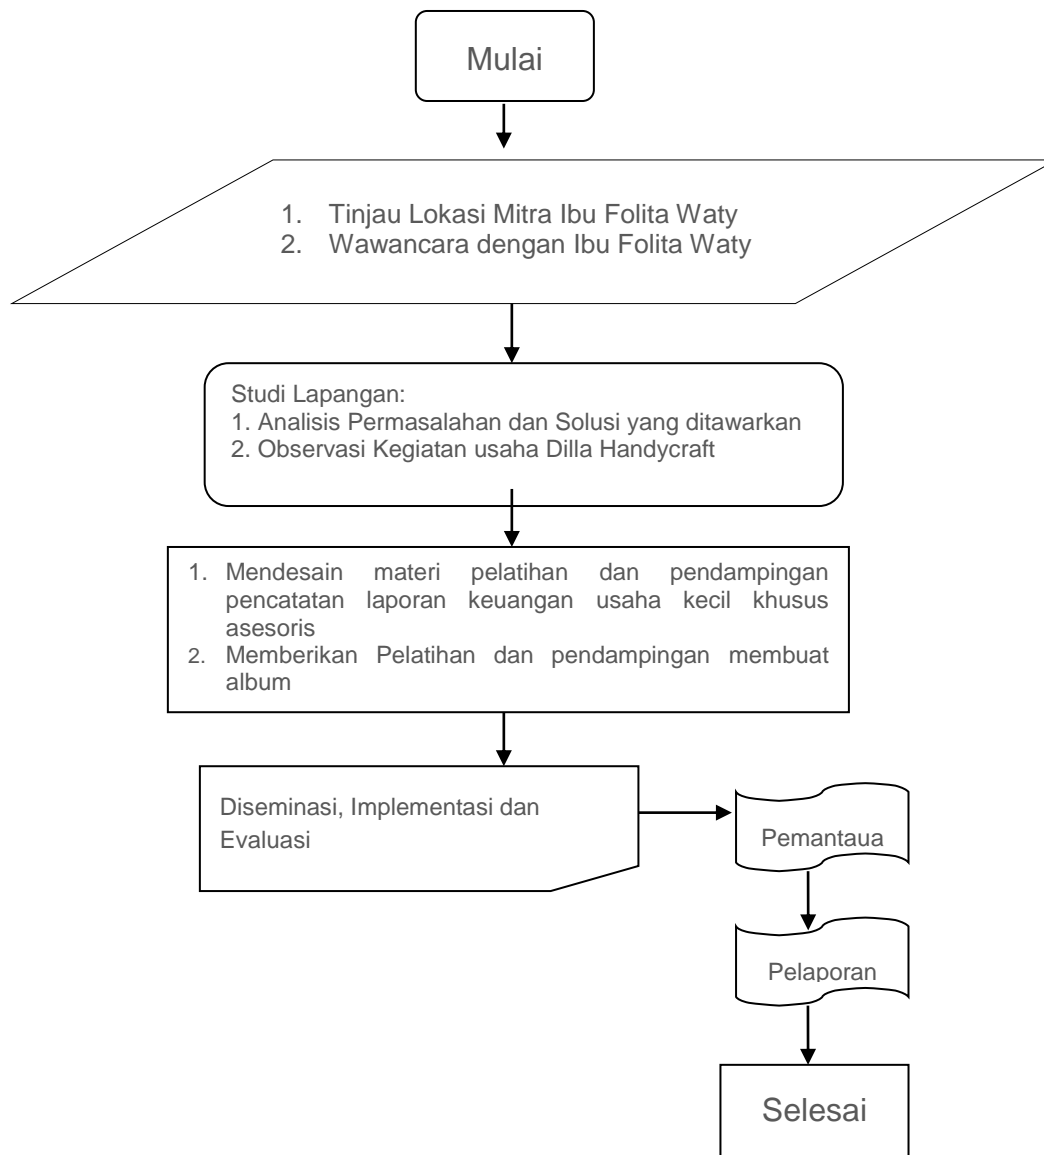 Mulai
1. Tinjau Lokasi Mitra Ibu Folita Waty
2. Wawancara dengan Ibu Folita Waty
Studi Lapangan:
1. Analisis Permasalahan dan Solusi yang ditawarkan
2. Observasi Kegiatan usaha Dilla Handycraft
1. Mendesain materi pelatihan dan pendampingan
pencatatan laporan keuangan usaha kecil khusus
asesoris
2. Memberikan Pelatihan dan pendampingan membuat
album
Diseminasi, Implementasi dan
Evaluasi
Pemantaua
Pelaporan
Selesai